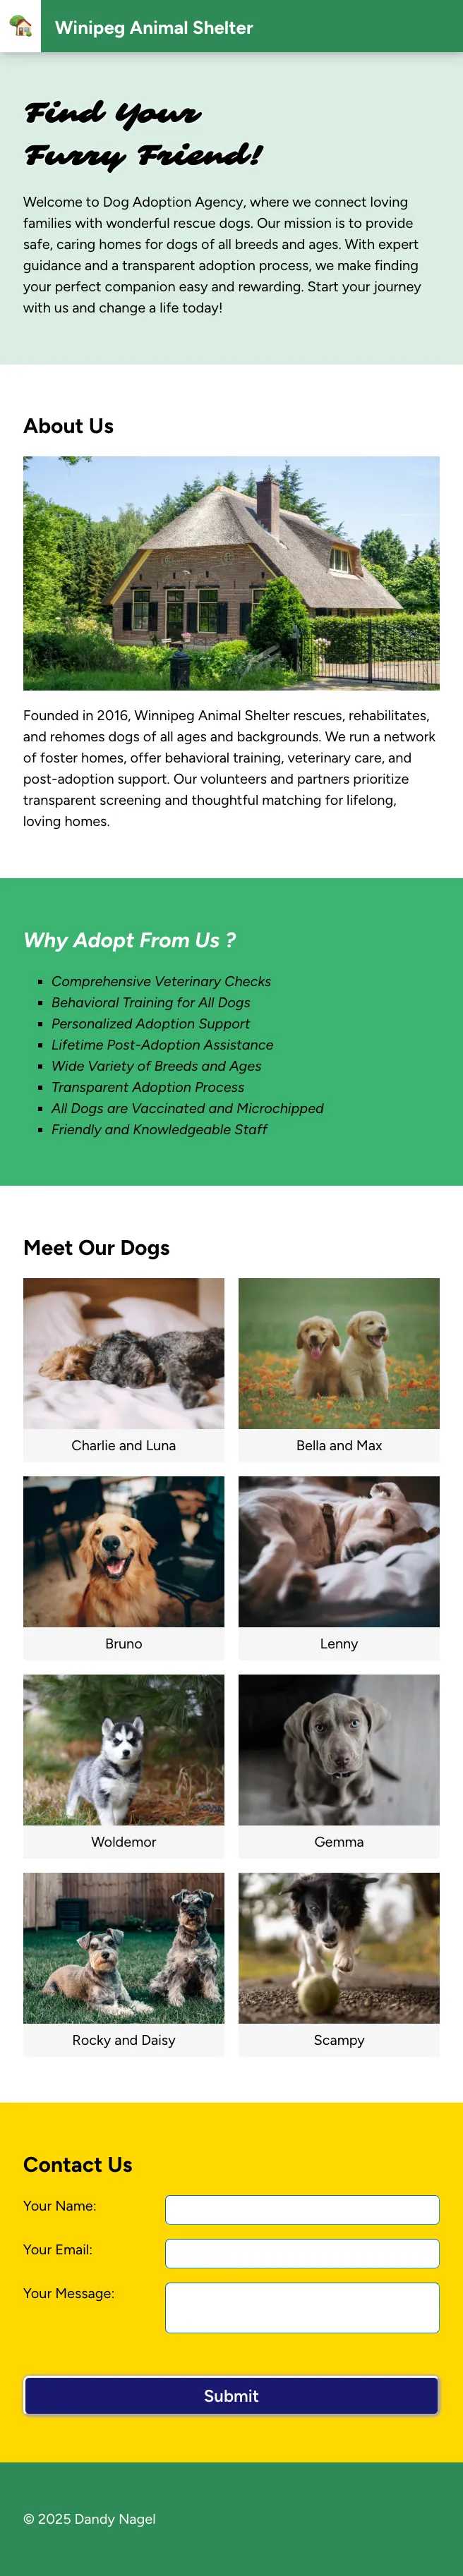 Winipeg Animal Shelter
Find Your
Furry Friend!
Welcome to Dog Adoption Agency, where we connect loving
families with wonderful rescue dogs. Our mission is to provide
safe, caring homes for dogs of all breeds and ages. With expert
guidance and a transparent adoption process, we make finding
your perfect companion easy and rewarding. Start your journey
with us and change a life today!
About Us
Founded in 2016, Winnipeg Animal Shelter rescues, rehabilitates,
and rehomes dogs of all ages and backgrounds. We run a network
of foster homes, offer behavioral training, veterinary care, and
post-adoption support. Our volunteers and partners prioritize
transparent screening and thoughtful matching for lifelong,
loving homes.
Why Adopt From Us ?
Comprehensive Veterinary Checks
Behavioral Training for All Dogs
Personalized Adoption Support
Lifetime Post-Adoption Assistance
Wide Variety of Breeds and Ages
Transparent Adoption Process
All Dogs are Vaccinated and Microchipped
Friendly and Knowledgeable Staff
Meet Our Dogs
Charlie and Luna
Bella and Max
Bruno
Lenny
Woldemor
Gemma
Rocky and Daisy
Scampy
Contact Us
Your Name:
Your Email:
Your Message:
Submit
© 2025 Dandy Nagel